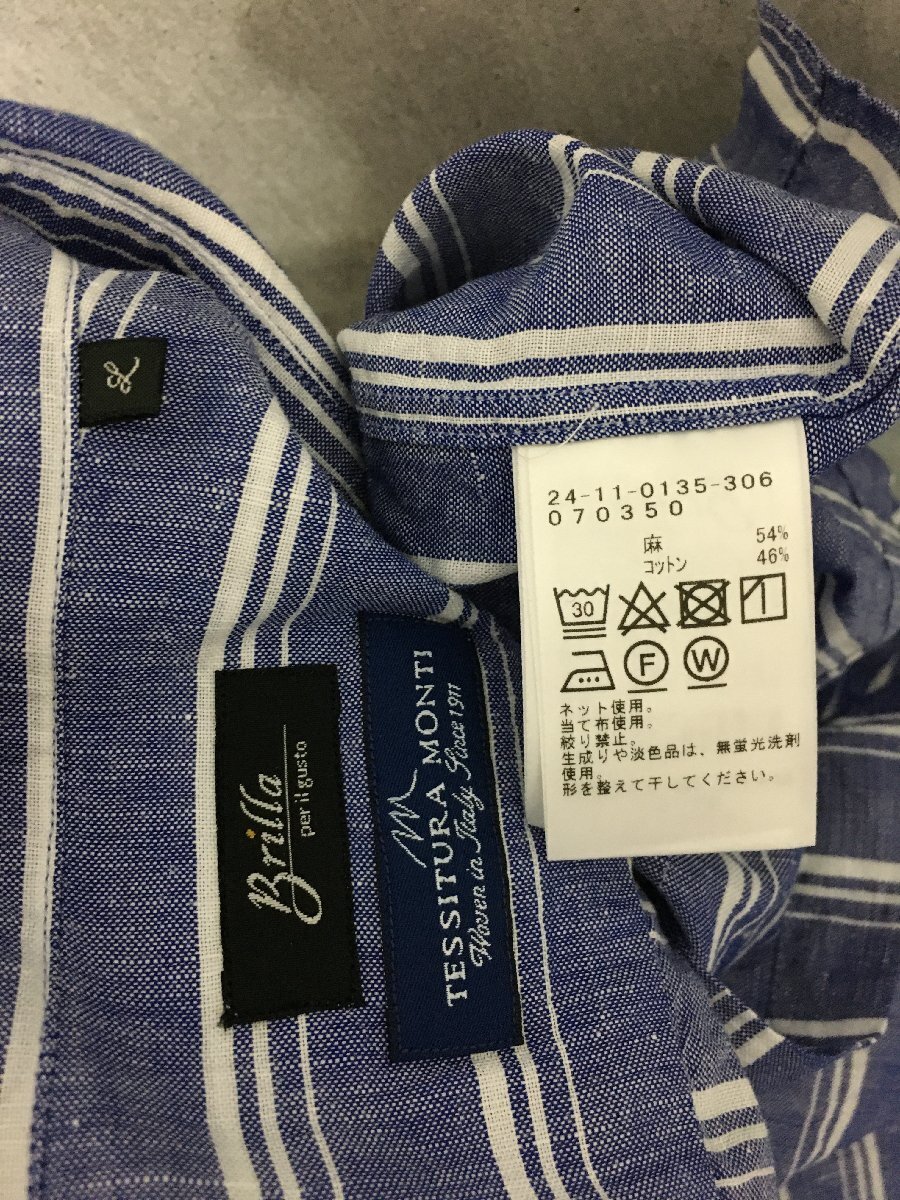 L
24-11-0135-306
070350
麻 54%
コットン 46%
30
F W
ネット使用。
当て布使用。
絞り禁止。
生成りや淡色品は、無蛍光洗剤
使用。
形を整えて干してください。
Brilla
per il gusto
TESSITURA MONTI
Woven in Italy Since 1911